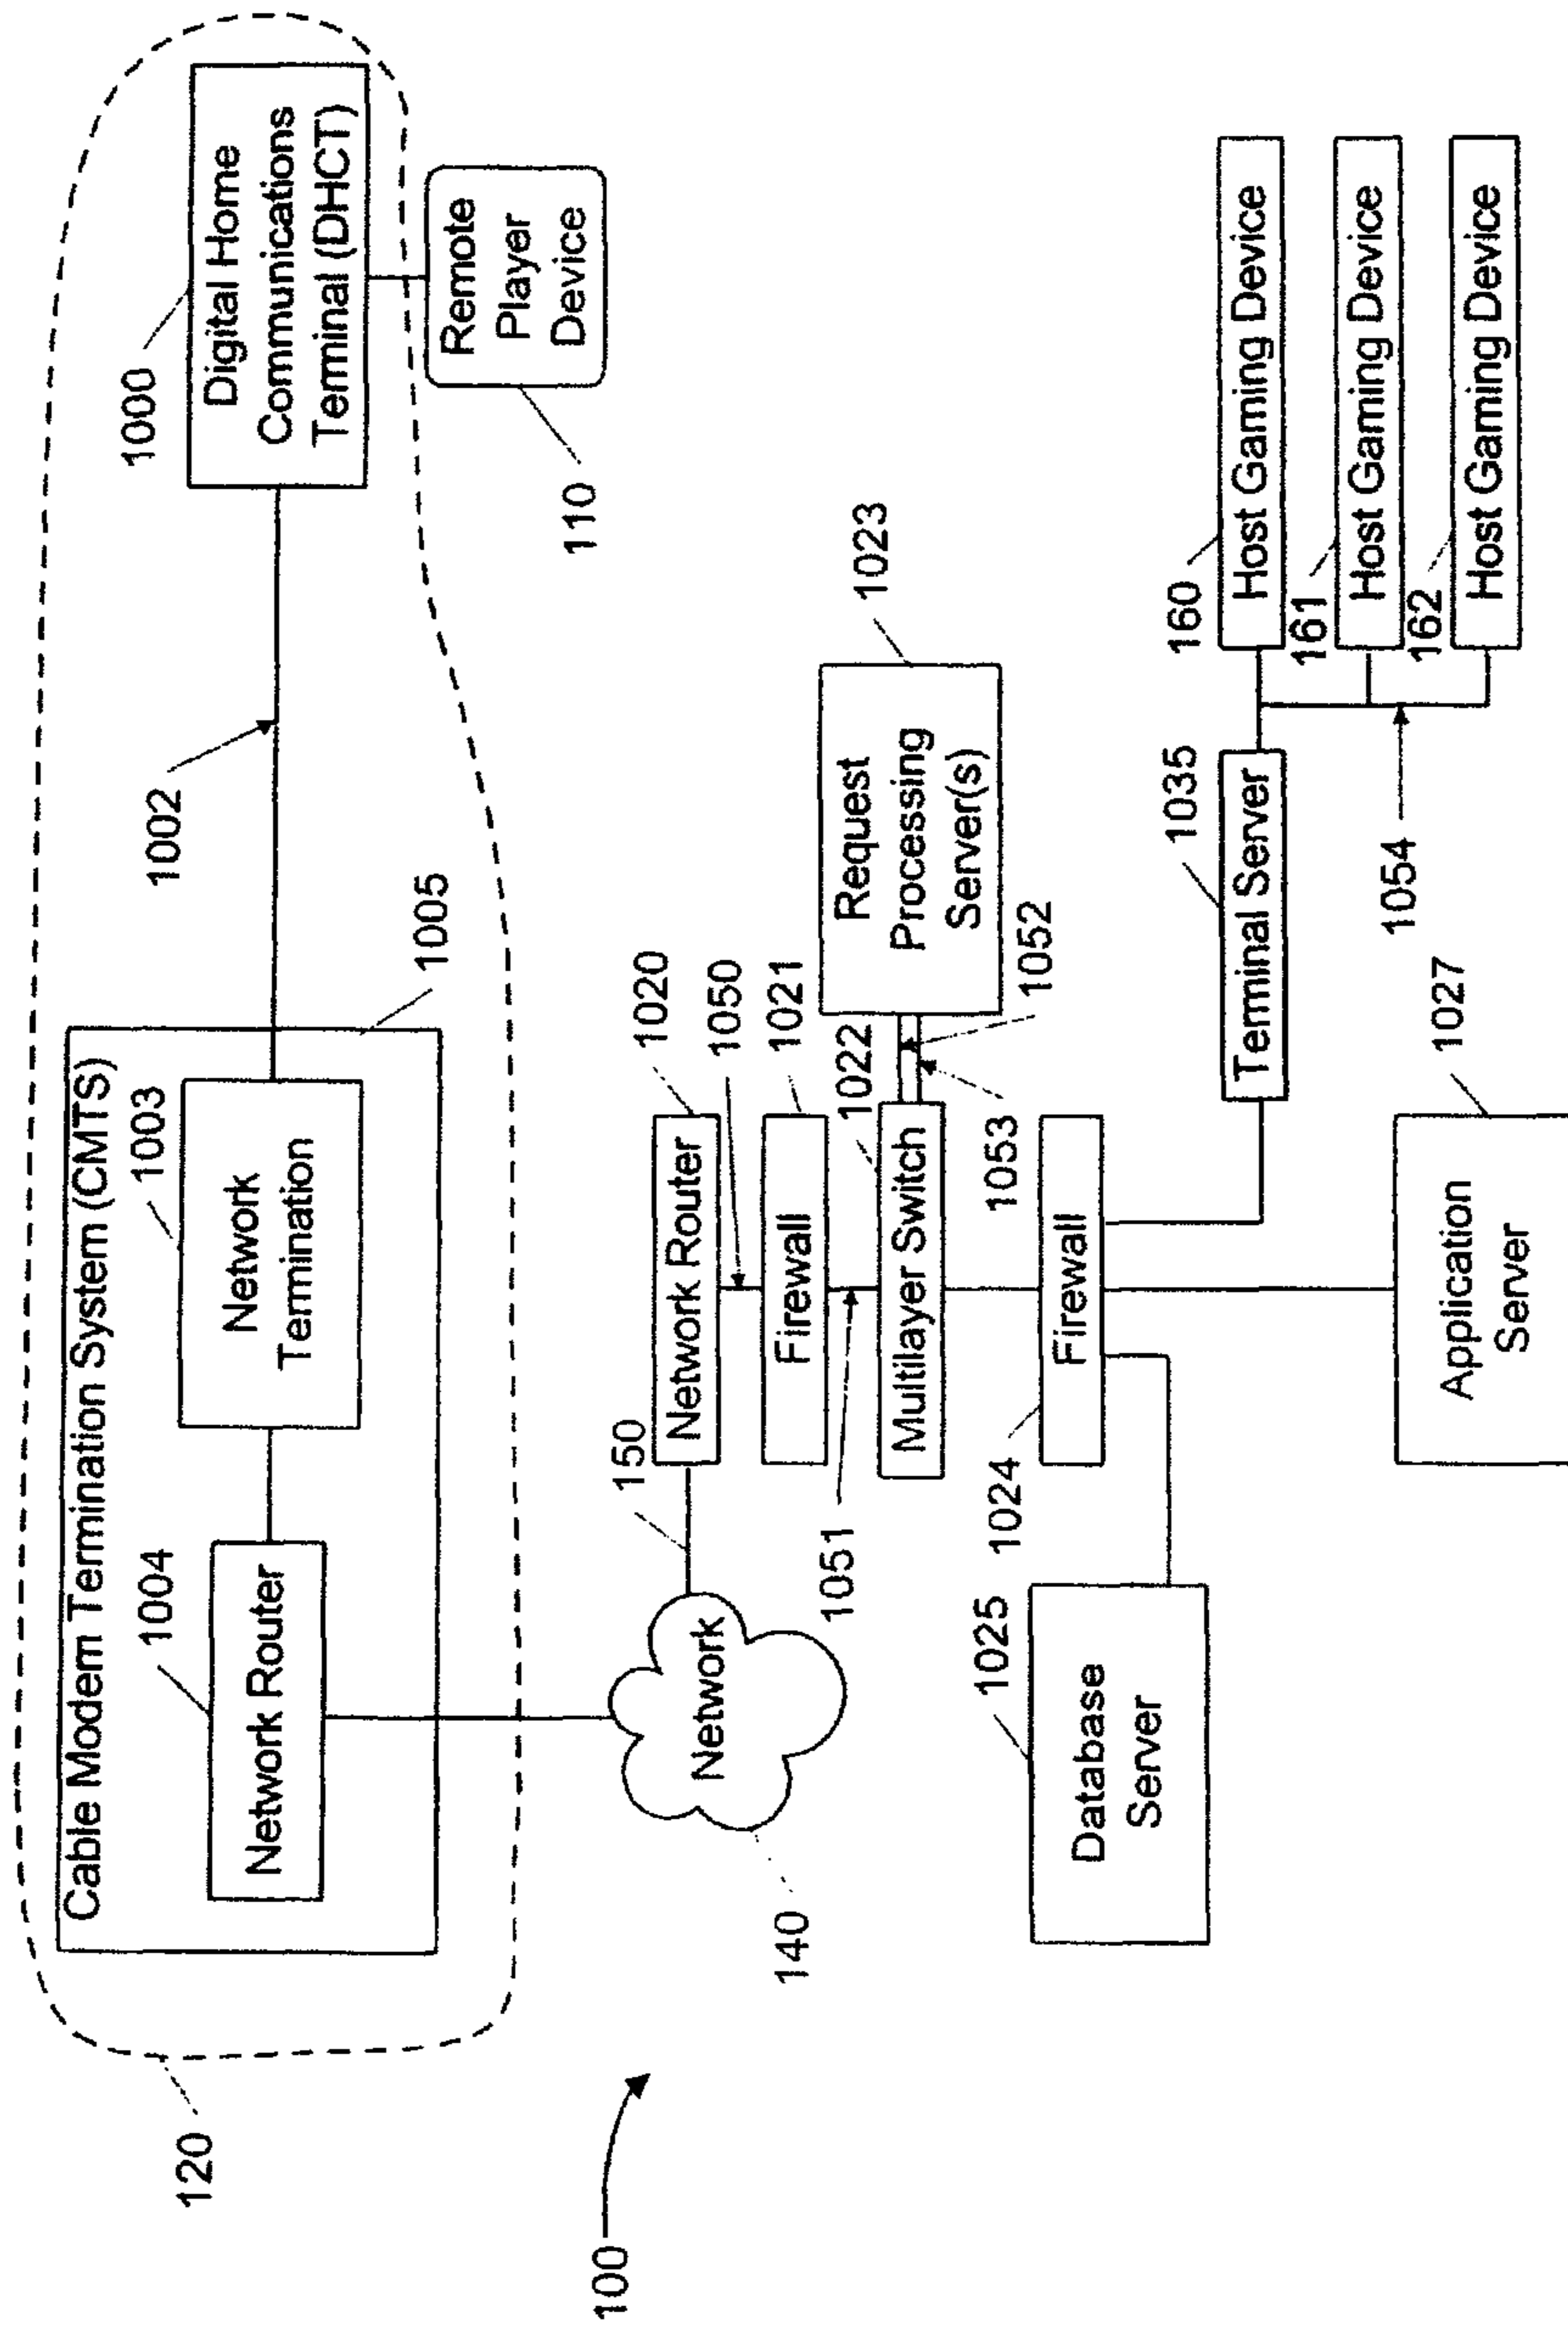 Cable Modem Termination System (CMTS)
1004
Network Router
1003
Network
Termination
1005
1002
1000
Digital Home
Communications
Terminal (DHCT)
120
110
Remote
Player
Device
100
140
Network
150
1020
Network Router
1050
1021
Firewall
1051
1022
Multilayer Switch
1023
Request
Processing
Server(s)
1052
1053
1024
Firewall
1025
Database
Server
1027
Application
Server
1035
Terminal Server
1054
160
Host Gaming Device
161
Host Gaming Device
162
Host Gaming Device